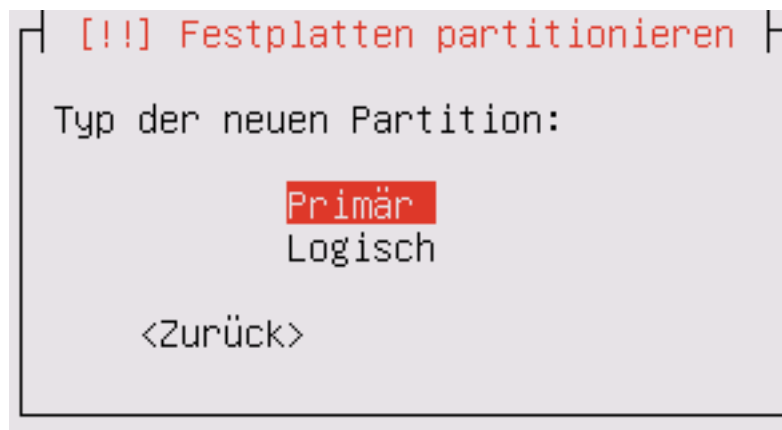 [!!] Festplatten partitionieren
Typ der neuen Partition:
Primär
Logisch
<Zurück>